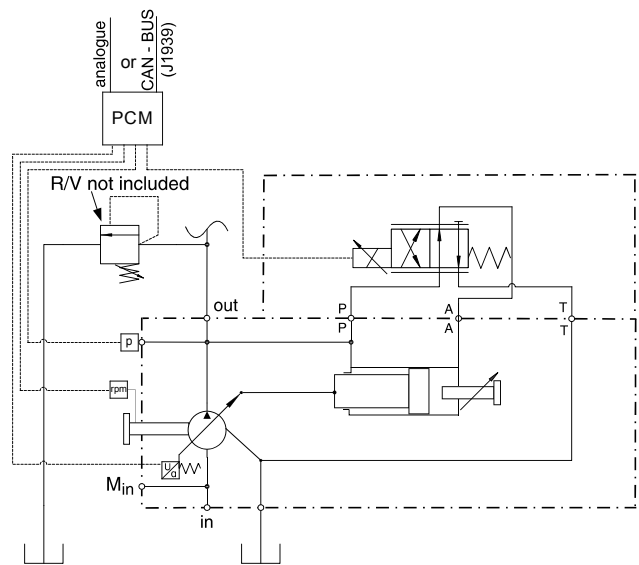 analogue
or
CAN - BUS
(J1939)
PCM
R/V not included
out
P
A
T
P
A
T
p
rpm
u
α
Min
in